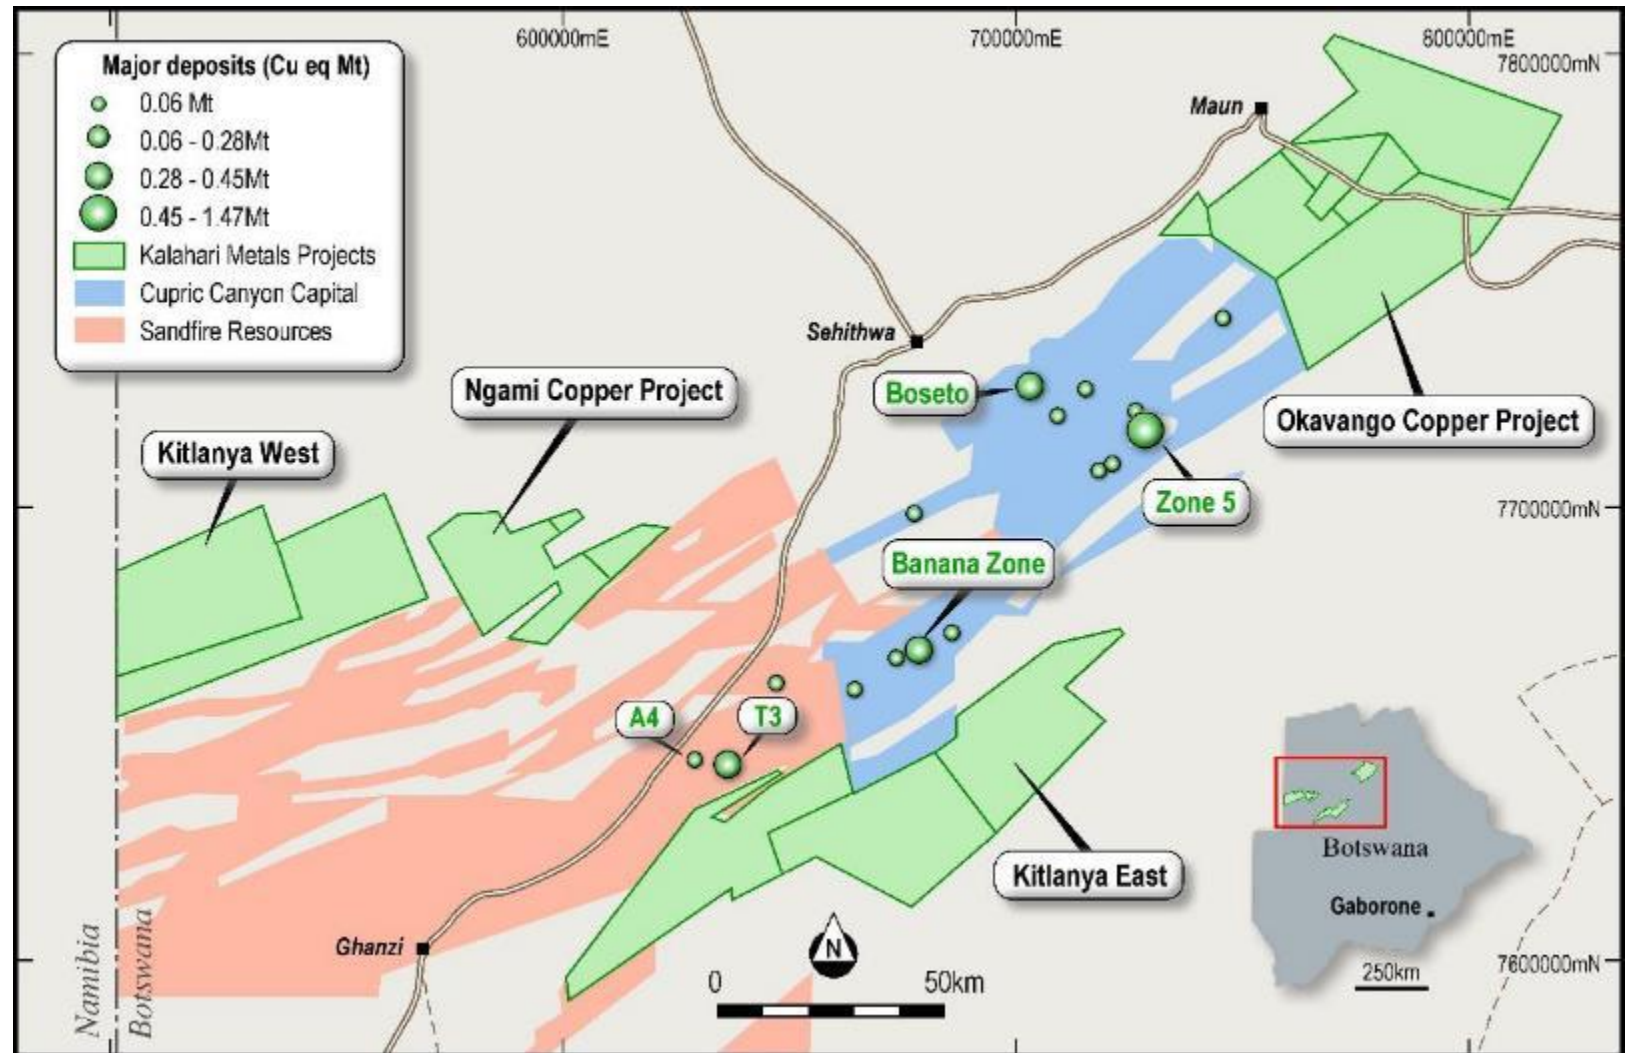 600000mE
700000mE
800000mE
7800000mN
Major deposits (Cu eq Mt)
0.06 Mt
0.06 - 0.28Mt
0.28 - 0.45Mt
0.45 - 1.47Mt
Kalahari Metals Projects
Cupric Canyon Capital
Sandfire Resources
Maun
Sehithwa
Ngami Copper Project
Boseto
Okavango Copper Project
Kitlanya West
Zone 5
7700000mN
Banana Zone
A4
T3
Kitlanya East
Botswana
Gaborone
Ghanzi
N
0
50km
250km
7600000mN
Namibia
Botswana